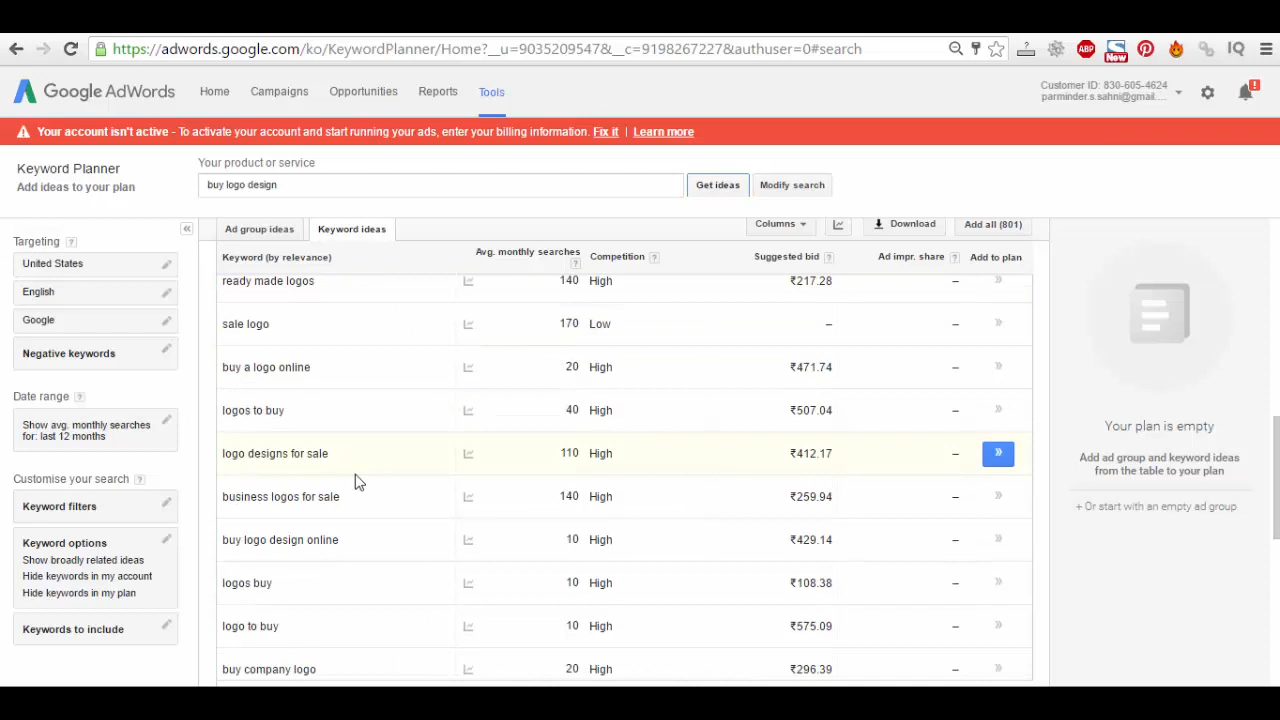 https://adwords.google.com/ko/KeywordPlanner/Home?__u=9035209547&__c=9198267227&authuser=0#search
ABP
New
IQ
Google AdWords
Home
Campaigns
Opportunities
Reports
Tools
Customer ID: 830-605-4624
parminder.s.sahni@gmail....
!
Your account isn't active - To activate your account and start running your ads, enter your billing information. Fix it | Learn more
Keyword Planner
Add ideas to your plan
Your product or service
buy logo design
Get ideas
Modify search
Targeting ?
United States
English
Google
Negative keywords
Date range ?
Show avg. monthly searches
for: last 12 months
Customise your search ?
Keyword filters
Keyword options
Show broadly related ideas
Hide keywords in my account
Hide keywords in my plan
Keywords to include
«
Ad group ideas
Keyword ideas
Columns
Download
Add all (801)
Keyword (by relevance)
Avg. monthly searches ?
Competition ?
Suggested bid ?
Ad impr. share ?
Add to plan
ready made logos 140 High ₹217.28 – »
sale logo 170 Low – – »
buy a logo online 20 High ₹471.74 – »
logos to buy 40 High ₹507.04 – »
logo designs for sale 110 High ₹412.17 – »
business logos for sale 140 High ₹259.94 – »
buy logo design online 10 High ₹429.14 – »
logos buy 10 High ₹108.38 – »
logo to buy 10 High ₹575.09 – »
buy company logo 20 High ₹296.39 – »
Your plan is empty
Add ad group and keyword ideas
from the table to your plan
+ Or start with an empty ad group